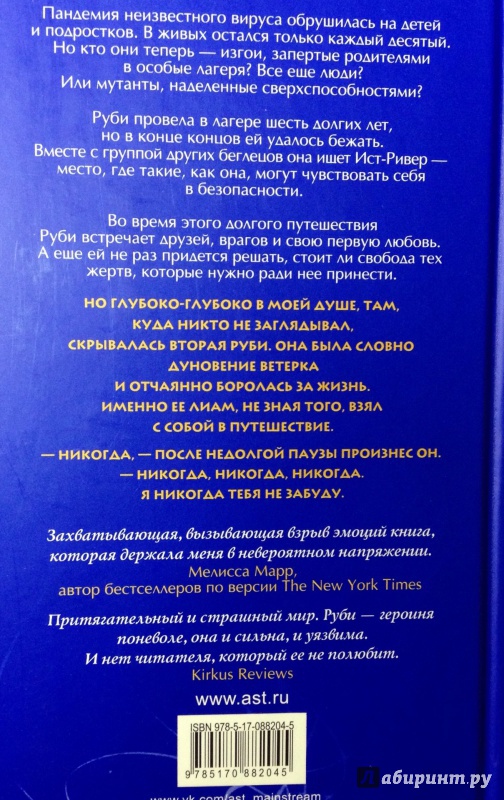 Пандемия неизвестного вируса обрушилась на детей
и подростков. В живых остался только каждый десятый.
Но кто они теперь — изгои, запертые родителями
в особые лагеря? Все еще люди?
Или мутанты, наделенные сверхспособностями?
Руби провела в лагере шесть долгих лет,
но в конце концов ей удалось бежать.
Вместе с группой других беглецов она ищет Ист-Ривер —
место, где такие, как она, могут чувствовать себя
в безопасности.
Во время этого долгого путешествия
Руби встречает друзей, врагов и свою первую любовь.
А еще ей не раз придется решать, стоит ли свобода тех
жертв, которые нужно ради нее принести.
НО ГЛУБОКО-ГЛУБОКО В МОЕЙ ДУШЕ, ТАМ,
КУДА НИКТО НЕ ЗАГЛЯДЫВАЛ,
СКРЫВАЛАСЬ ВТОРАЯ РУБИ. ОНА БЫЛА СЛОВНО
ДУНОВЕНИЕ ВЕТЕРКА
И ОТЧАЯННО БОРОЛАСЬ ЗА ЖИЗНЬ.
ИМЕННО ЕЕ ЛИАМ, НЕ ЗНАЯ ТОГО, ВЗЯЛ
С СОБОЙ В ПУТЕШЕСТВИЕ.
— НИКОГДА, — ПОСЛЕ НЕДОЛГОЙ ПАУЗЫ ПРОИЗНЕС ОН.
— НИКОГДА, НИКОГДА, НИКОГДА.
Я НИКОГДА ТЕБЯ НЕ ЗАБУДУ.
Захватывающая, вызывающая взрыв эмоций книга,
которая держала меня в невероятном напряжении.
Мелисса Марр,
автор бестселлеров по версии The New York Times
Притягательный и страшный мир. Руби — героиня
поневоле, она и сильна, и уязвима.
И нет читателя, который ее не полюбит.
Kirkus Reviews
www.ast.ru
ISBN 978-5-17-088204-5
9785170882045
www.vk.com/ast_mainstream
Лабиринт.ру